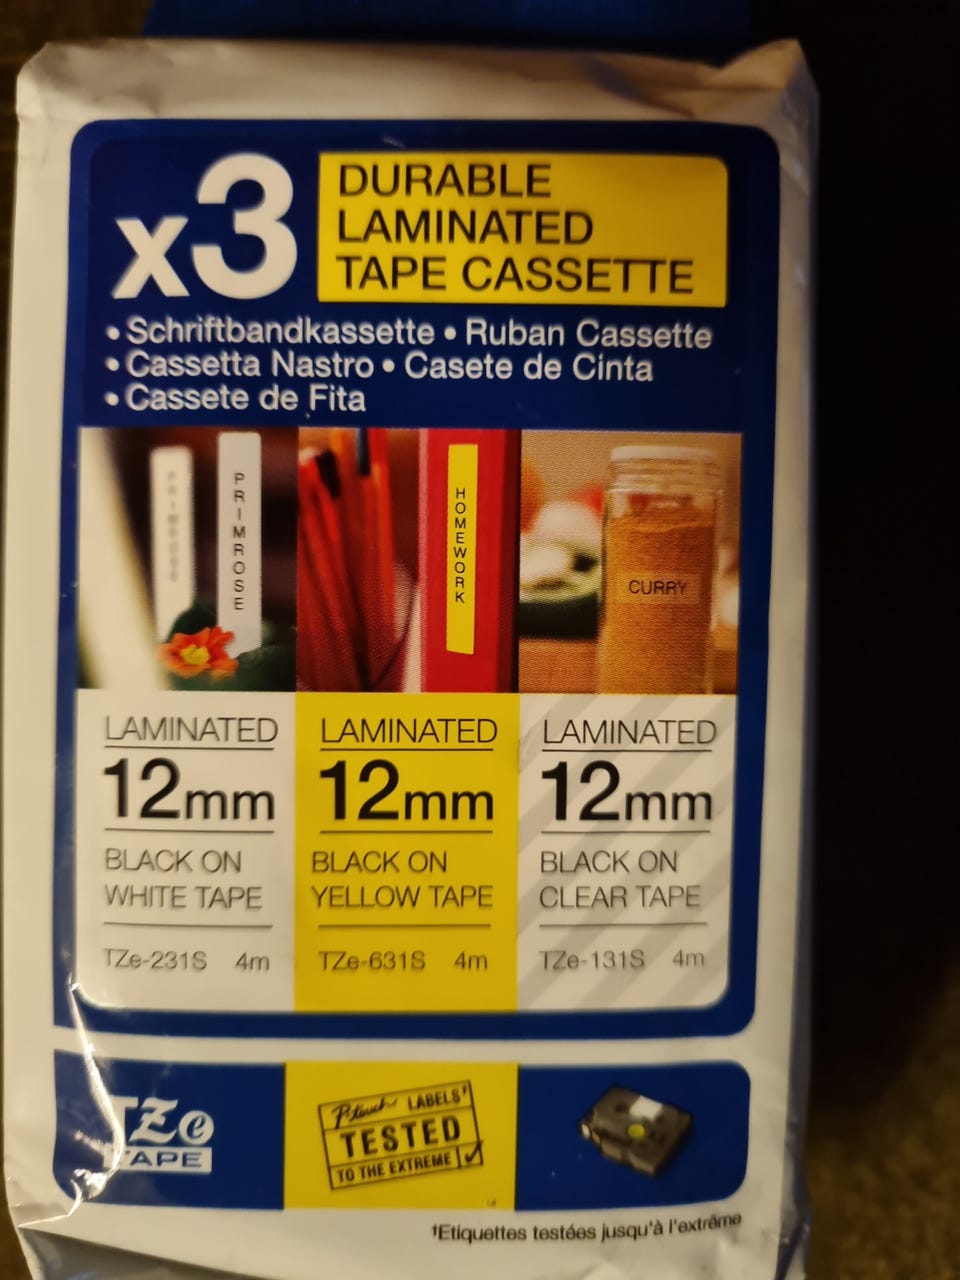 x3
DURABLE
LAMINATED
TAPE CASSETTE
• Schriftbandkassette • Ruban Cassette
• Cassetta Nastro • Casete de Cinta
• Cassete de Fita
PRIMROSE
PRIMROSE
HOMEWORK
CURRY
LAMINATED
12mm
BLACK ON
WHITE TAPE
TZe-231S 4m
LAMINATED
12mm
BLACK ON
YELLOW TAPE
TZe-631S 4m
LAMINATED
12mm
BLACK ON
CLEAR TAPE
TZe-131S 4m
TZe
TAPE
P-touch LABELS†
TESTED
TO THE EXTREME
†Etiquettes testées jusqu'à l'extrême